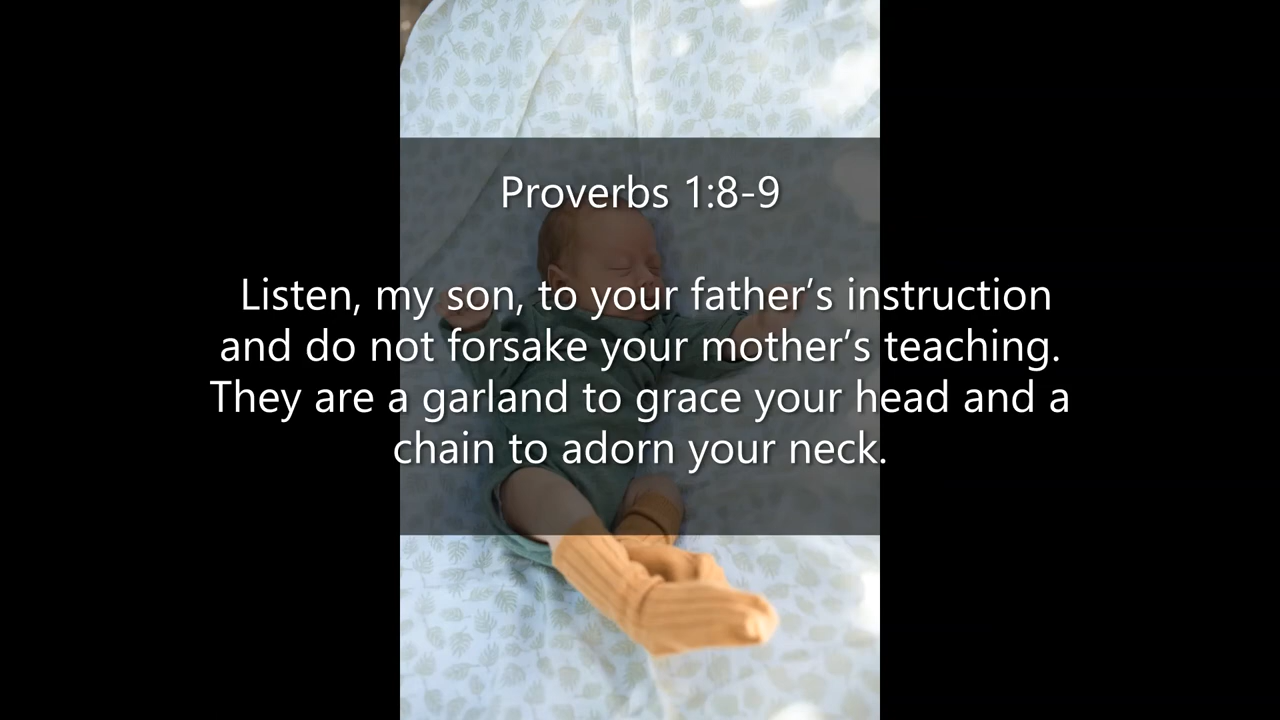 Proverbs 1:8-9
Listen, my son, to your father’s instruction
and do not forsake your mother’s teaching.
They are a garland to grace your head and a
chain to adorn your neck.